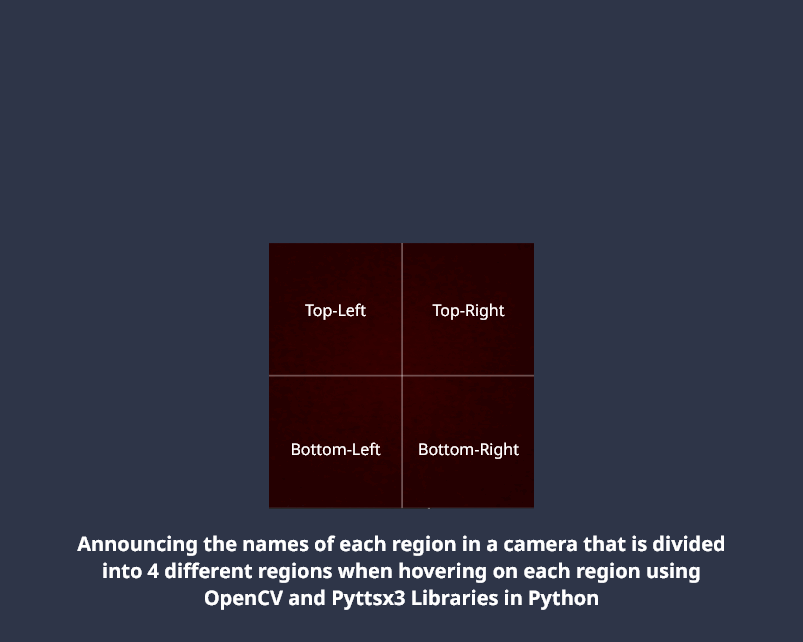 Top-Left
Top-Right
Bottom-Left
Bottom-Right
Announcing the names of each region in a camera that is divided
into 4 different regions when hovering on each region using
OpenCV and Pyttsx3 Libraries in Python